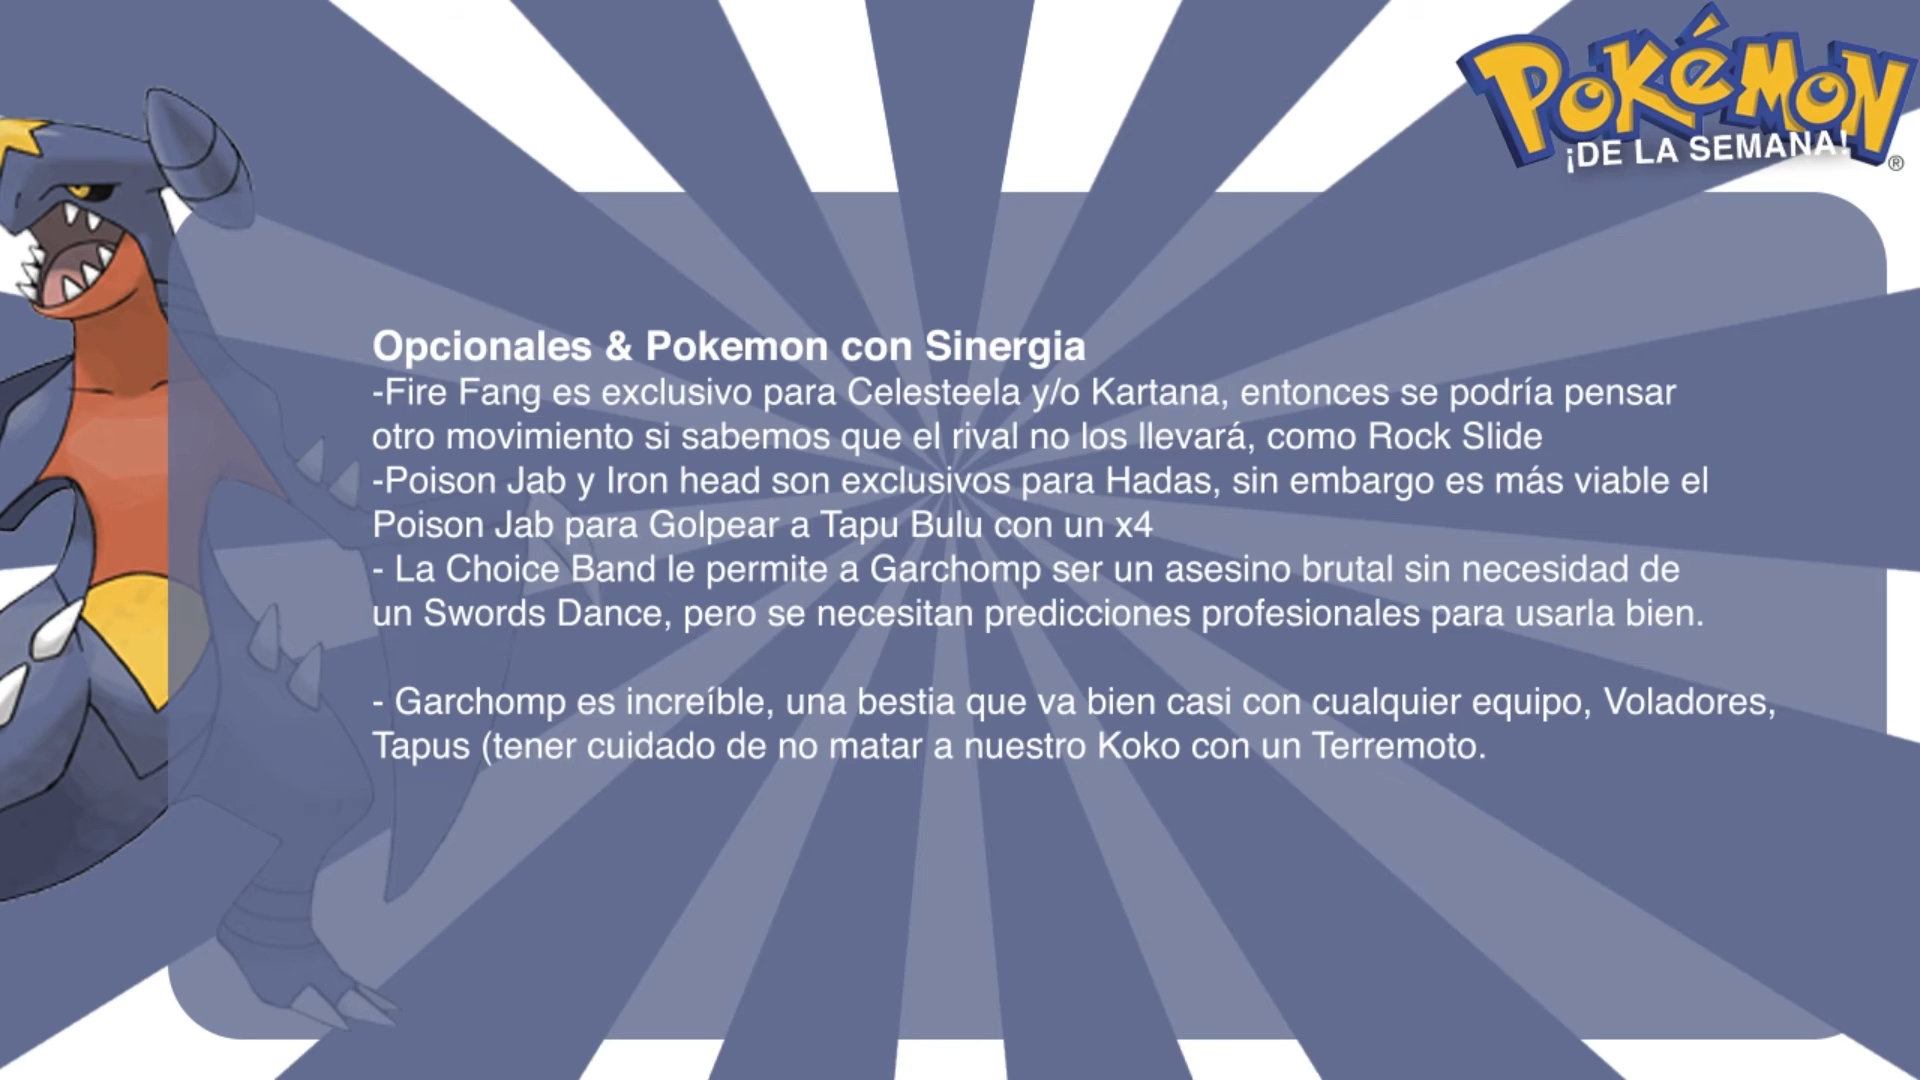 POKéMON
¡DE LA SEMANA!
®
Opcionales & Pokemon con Sinergia
-Fire Fang es exclusivo para Celesteela y/o Kartana, entonces se podría pensar
otro movimiento si sabemos que el rival no los llevará, como Rock Slide
-Poison Jab y Iron head son exclusivos para Hadas, sin embargo es más viable el
Poison Jab para Golpear a Tapu Bulu con un x4
- La Choice Band le permite a Garchomp ser un asesino brutal sin necesidad de
un Swords Dance, pero se necesitan predicciones profesionales para usarla bien.
- Garchomp es increíble, una bestia que va bien casi con cualquier equipo, Voladores,
Tapus (tener cuidado de no matar a nuestro Koko con un Terremoto.